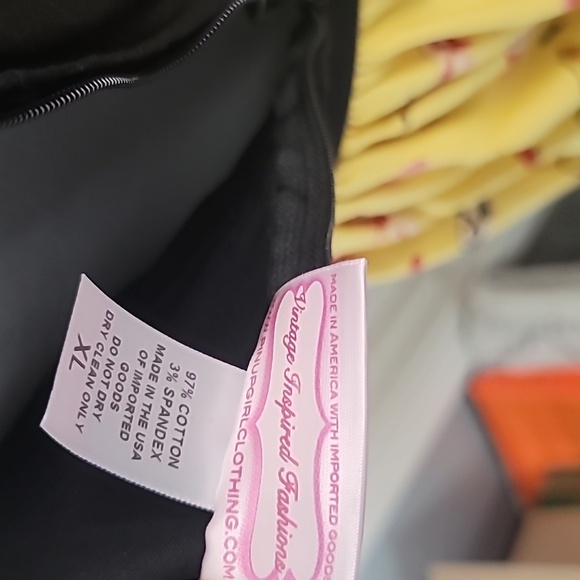 MADE IN AMERICA WITH IMPORTED GOODS
Vintage Inspired Fashions
PINUPGIRLCLOTHING.COM
97% COTTON
3% SPANDEX
MADE IN THE USA
OF IMPORTED
GOODS
DO NOT DRY
DRY CLEAN ONLY
XL